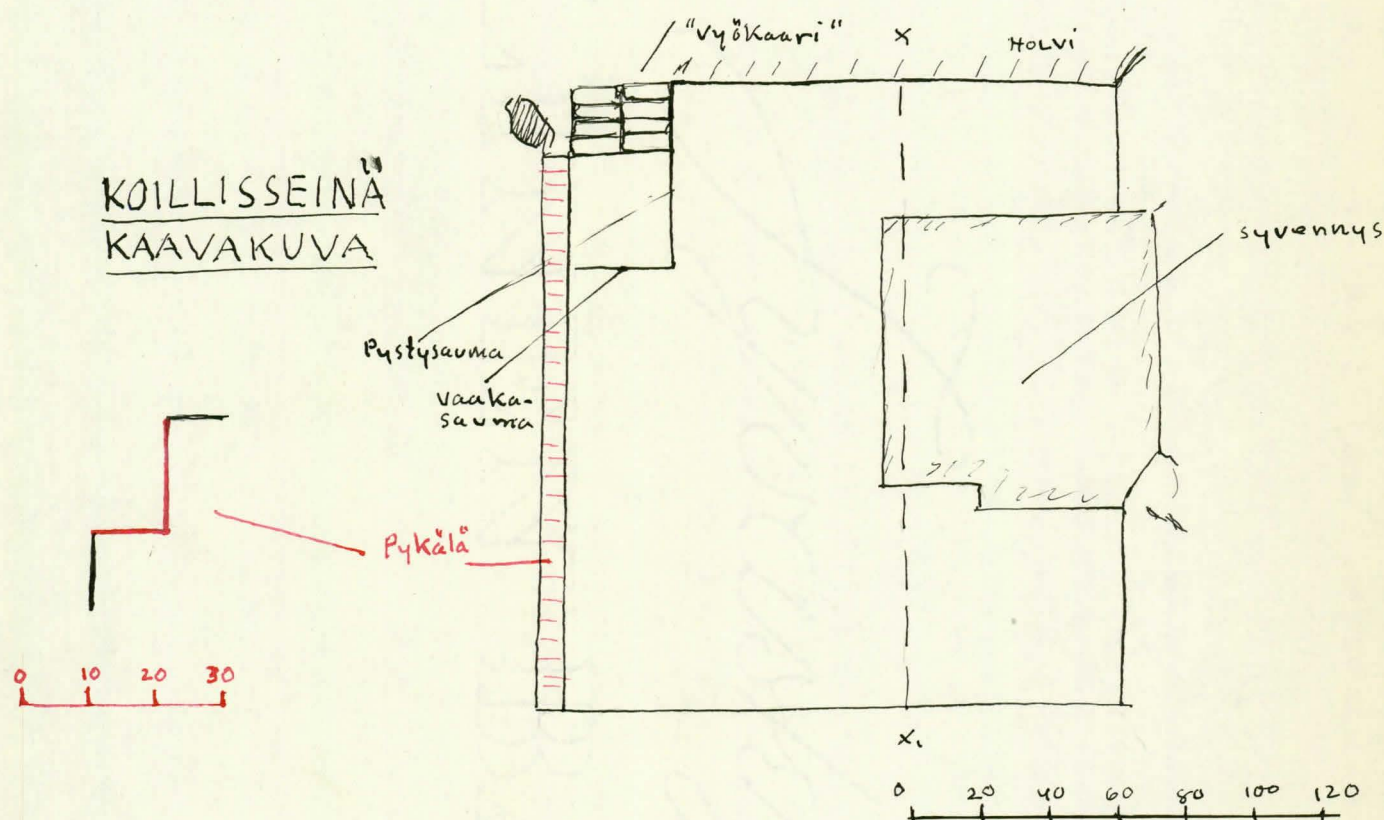 "Vyökaari"
X
HOLVI
KOILLISSEINÄ
KAAVAKUVA
syvennys
Pystysauma
vaaka-
sauma
Pykälä
0 10 20 30
X₁
0 20 40 60 80 100 120